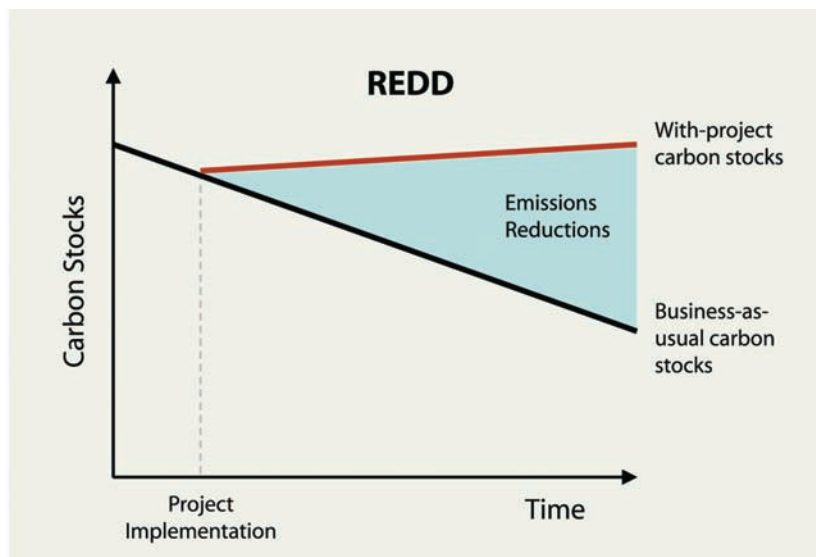 REDD
With-project
carbon stocks
Emissions
Reductions
Carbon Stocks
Business-as-
usual carbon
stocks
Project
Implementation
Time